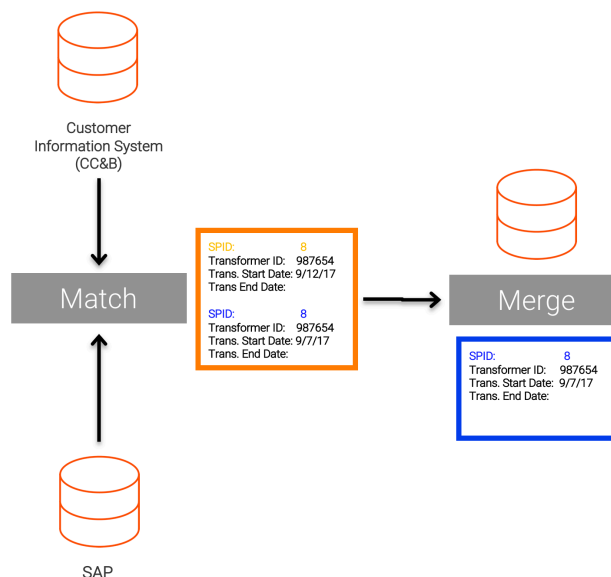 Customer
Information System
(CC&B)
Match
SPID: 8
Transformer ID: 987654
Trans. Start Date: 9/12/17
Trans End Date:
SPID: 8
Transformer ID: 987654
Trans. Start Date: 9/7/17
Trans. End Date:
Merge
SPID: 8
Transformer ID: 987654
Trans. Start Date: 9/7/17
Trans. End Date:
SAP